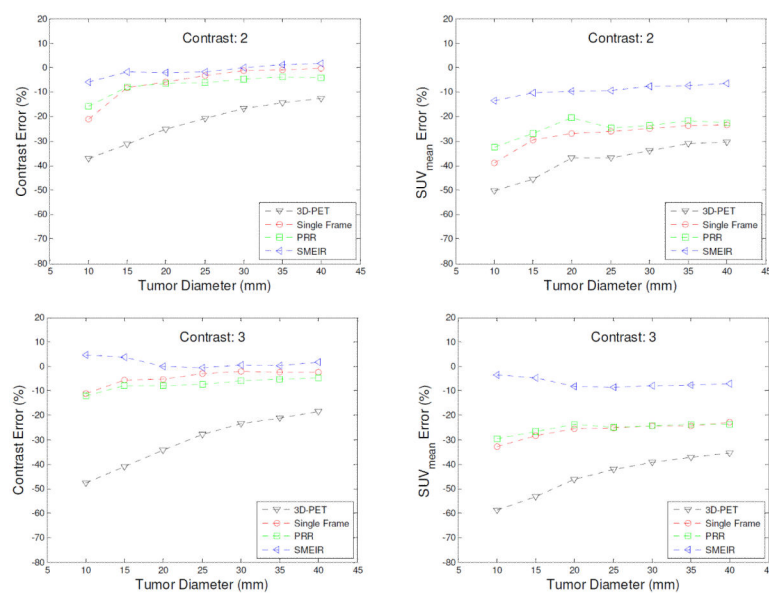 Contrast: 2
Contrast Error (%)
20
10
0
-10
-20
-30
-40
-50
-60
-70
-80
3D-PET
Single Frame
PRR
SMEIR
5 10 15 20 25 30 35 40 45
Tumor Diameter (mm)
Contrast: 2
SUVmean Error (%)
20
10
0
-10
-20
-30
-40
-50
-60
-70
-80
3D-PET
Single Frame
PRR
SMEIR
5 10 15 20 25 30 35 40 45
Tumor Diameter (mm)
Contrast: 3
Contrast Error (%)
20
10
0
-10
-20
-30
-40
-50
-60
-70
-80
3D-PET
Single Frame
PRR
SMEIR
5 10 15 20 25 30 35 40 45
Tumor Diameter (mm)
Contrast: 3
SUVmean Error (%)
20
10
0
-10
-20
-30
-40
-50
-60
-70
-80
3D-PET
Single Frame
PRR
SMEIR
5 10 15 20 25 30 35 40 45
Tumor Diameter (mm)